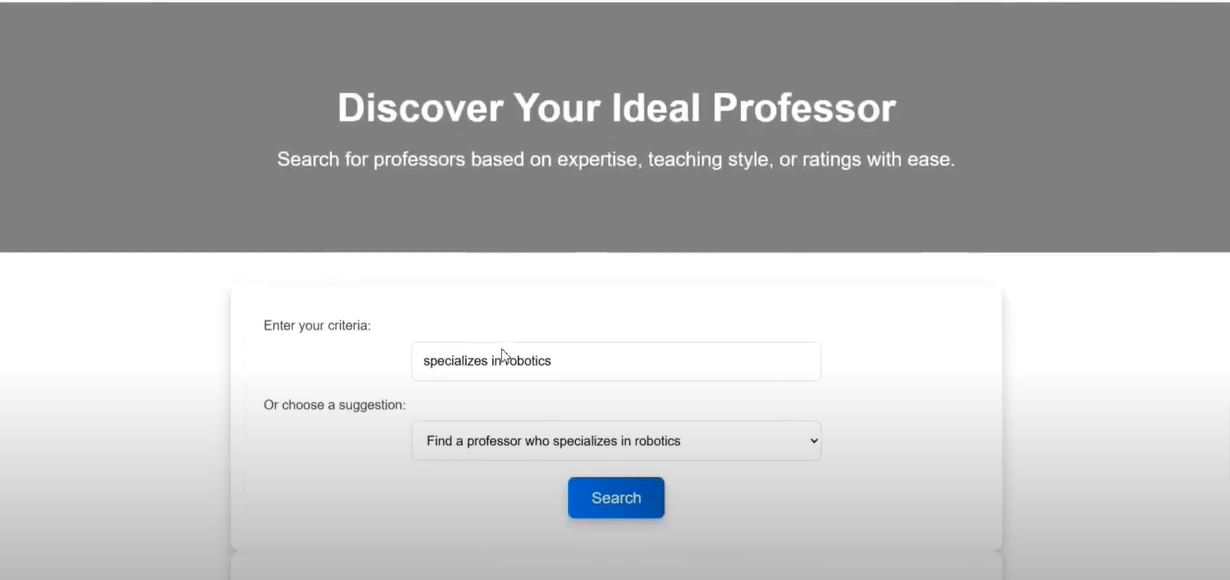 Discover Your Ideal Professor
Search for professors based on expertise, teaching style, or ratings with ease.
Enter your criteria:
specializes in robotics
Or choose a suggestion:
Find a professor who specializes in robotics
Search